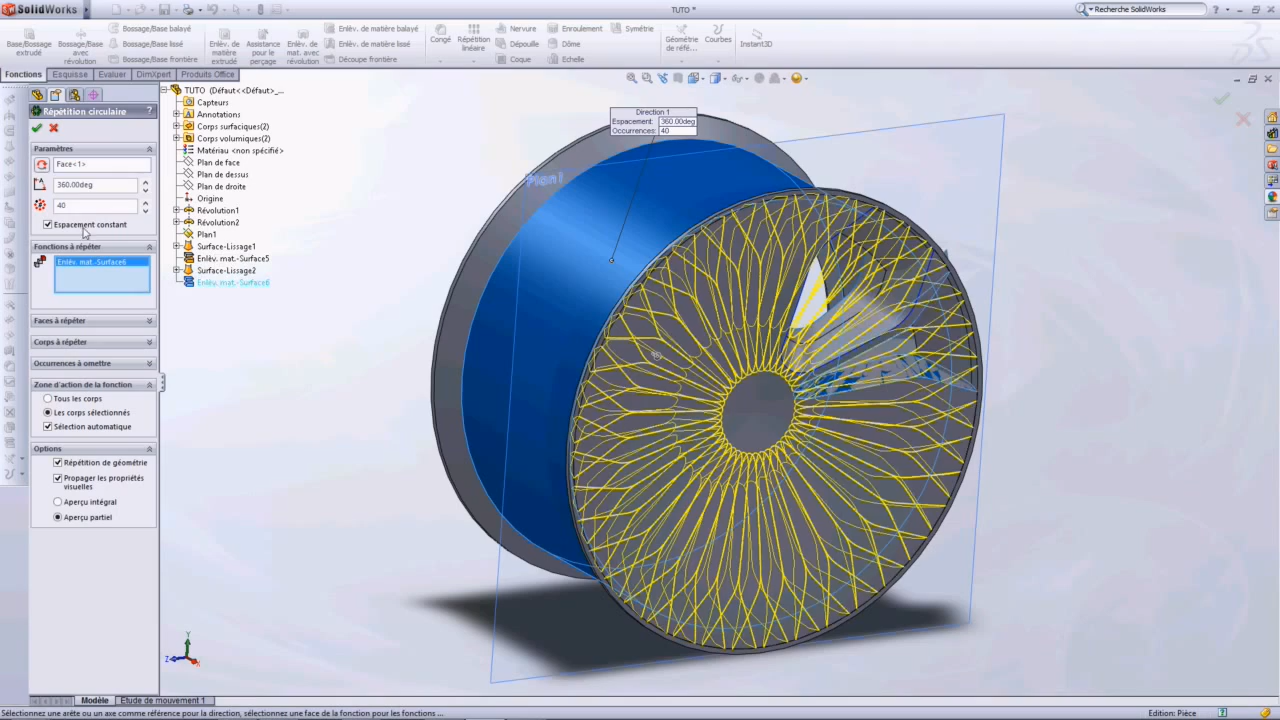 SolidWorks
TUTO *
Recherche SolidWorks
Base/Bossage
extrudé
Bossage/Base
avec
révolution
Bossage/Base balayé
Bossage/Base lissé
Bossage/Base frontière
Enlèv. de
matière
extrudé
Assistance
pour le
perçage
Enlèv. de
mat. avec
révolution
Enlèv. de matière balayé
Enlèv. de matière lissé
Découpe frontière
Congé
Répétition
linéaire
Nervure
Dépouille
Coque
Enroulement
Dôme
Echelle
Symétrie
Géométrie
de réf...
Courbes
Instant3D
Fonctions
Esquisse
Evaluer
DimXpert
Produits Office
Répétition circulaire
?
Paramètres
Face<1>
360.00deg
40
Espacement constant
Fonctions à répéter
Enlèv. mat.-Surface6
Faces à répéter
Corps à répéter
Occurrences à omettre
Zone d'action de la fonction
Tous les corps
Les corps sélectionnés
Sélection automatique
Options
Répétition de géométrie
Propager les propriétés
visuelles
Aperçu intégral
Aperçu partiel
TUTO (Défaut<<Défaut>_...
Capteurs
Annotations
Corps surfaciques(2)
Corps volumiques(2)
Matériau <non spécifié>
Plan de face
Plan de dessus
Plan de droite
Origine
Révolution1
Révolution2
Plan1
Surface-Lissage1
Enlèv. mat.-Surface5
Surface-Lissage2
Enlèv. mat.-Surface6
Direction 1
Espacement: 360.00deg
Occurrences: 40
Plan1
Y
Z
X
Modèle
Etude de mouvement 1
Sélectionnez une arête ou un axe comme référence pour la direction, sélectionnez une face de la fonction pour les fonctions ...
Edition: Pièce